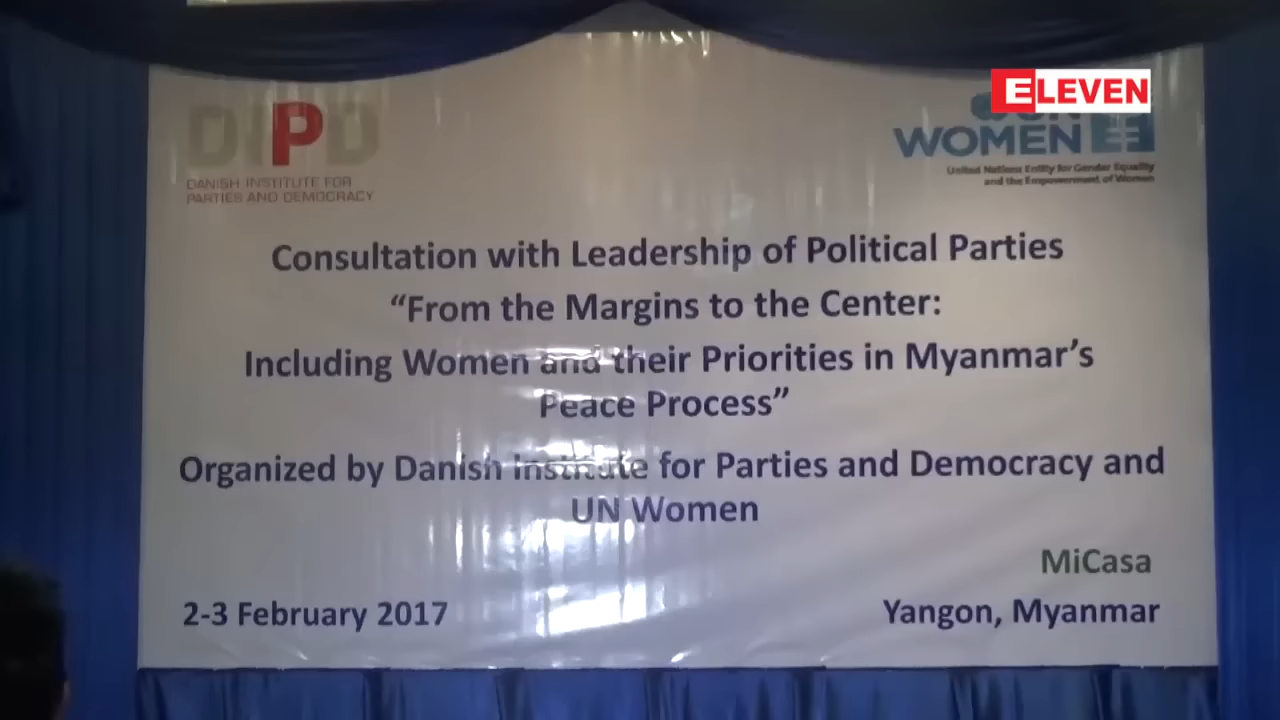 DIPD
DANISH INSTITUTE FOR
PARTIES AND DEMOCRACY
ELEVEN
WOMEN
United Nations Entity for Gender Equality
and the Empowerment of Women
Consultation with Leadership of Political Parties
“From the Margins to the Center:
Including Women and their Priorities in Myanmar’s
Peace Process”
Organized by Danish Institute for Parties and Democracy and
UN Women
MiCasa
2-3 February 2017
Yangon, Myanmar